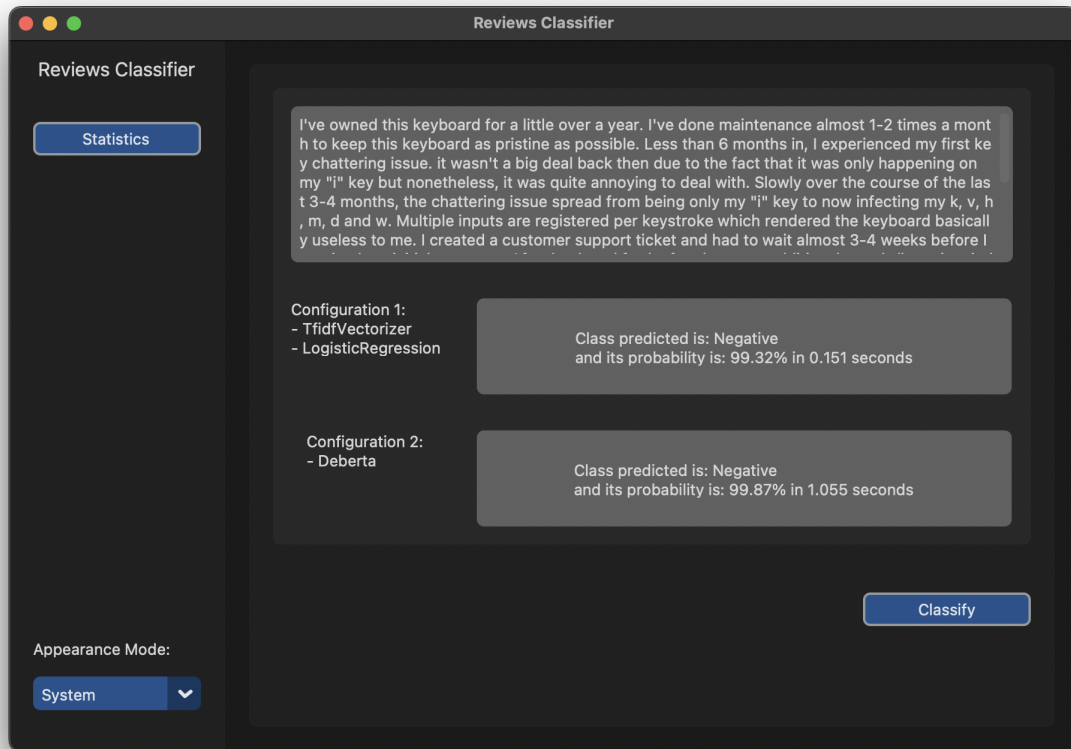 Reviews Classifier
Reviews Classifier
Statistics
I've owned this keyboard for a little over a year. I've done maintenance almost 1-2 times a mont
h to keep this keyboard as pristine as possible. Less than 6 months in, I experienced my first ke
y chattering issue. it wasn't a big deal back then due to the fact that it was only happening on
my "i" key but nonetheless, it was quite annoying to deal with. Slowly over the course of the las
t 3-4 months, the chattering issue spread from being only my "i" key to now infecting my k, v, h
, m, d and w. Multiple inputs are registered per keystroke which rendered the keyboard basicall
y useless to me. I created a customer support ticket and had to wait almost 3-4 weeks before I
Configuration 1:
- TfidfVectorizer
- LogisticRegression
Class predicted is: Negative
and its probability is: 99.32% in 0.151 seconds
Configuration 2:
- Deberta
Class predicted is: Negative
and its probability is: 99.87% in 1.055 seconds
Classify
Appearance Mode:
System